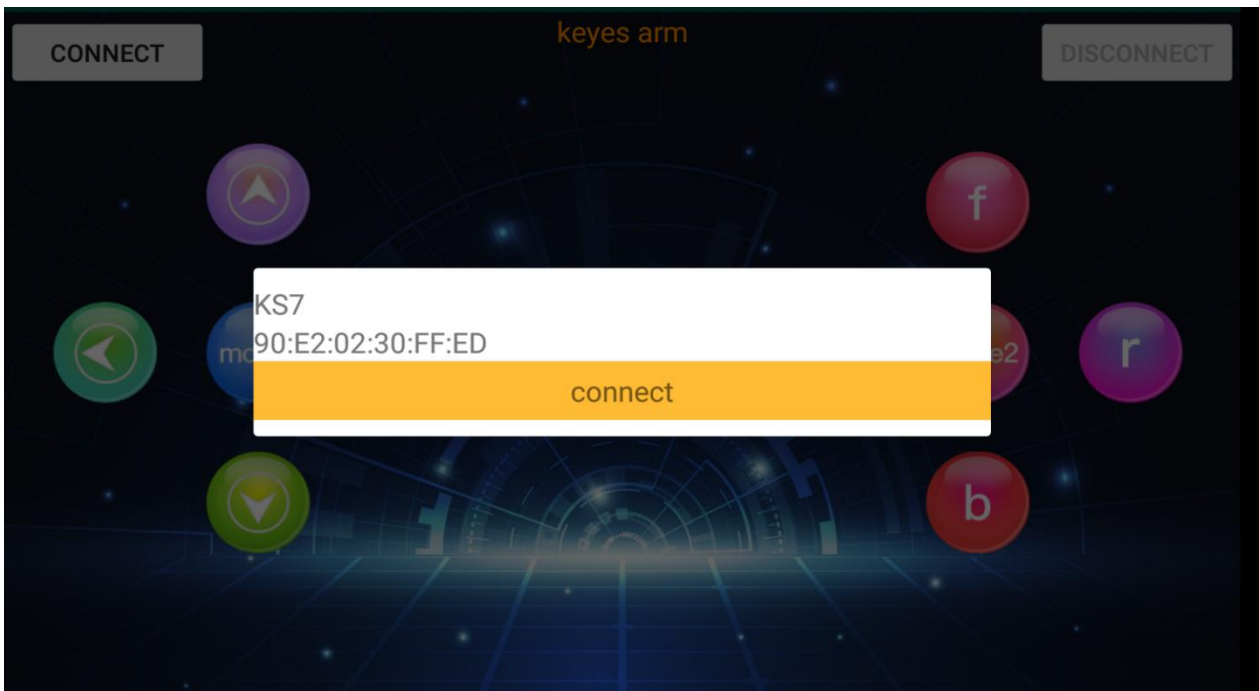 CONNECT
keyes arm
DISCONNECT
f
KS7
90:E2:02:30:FF:ED
connect
r
b